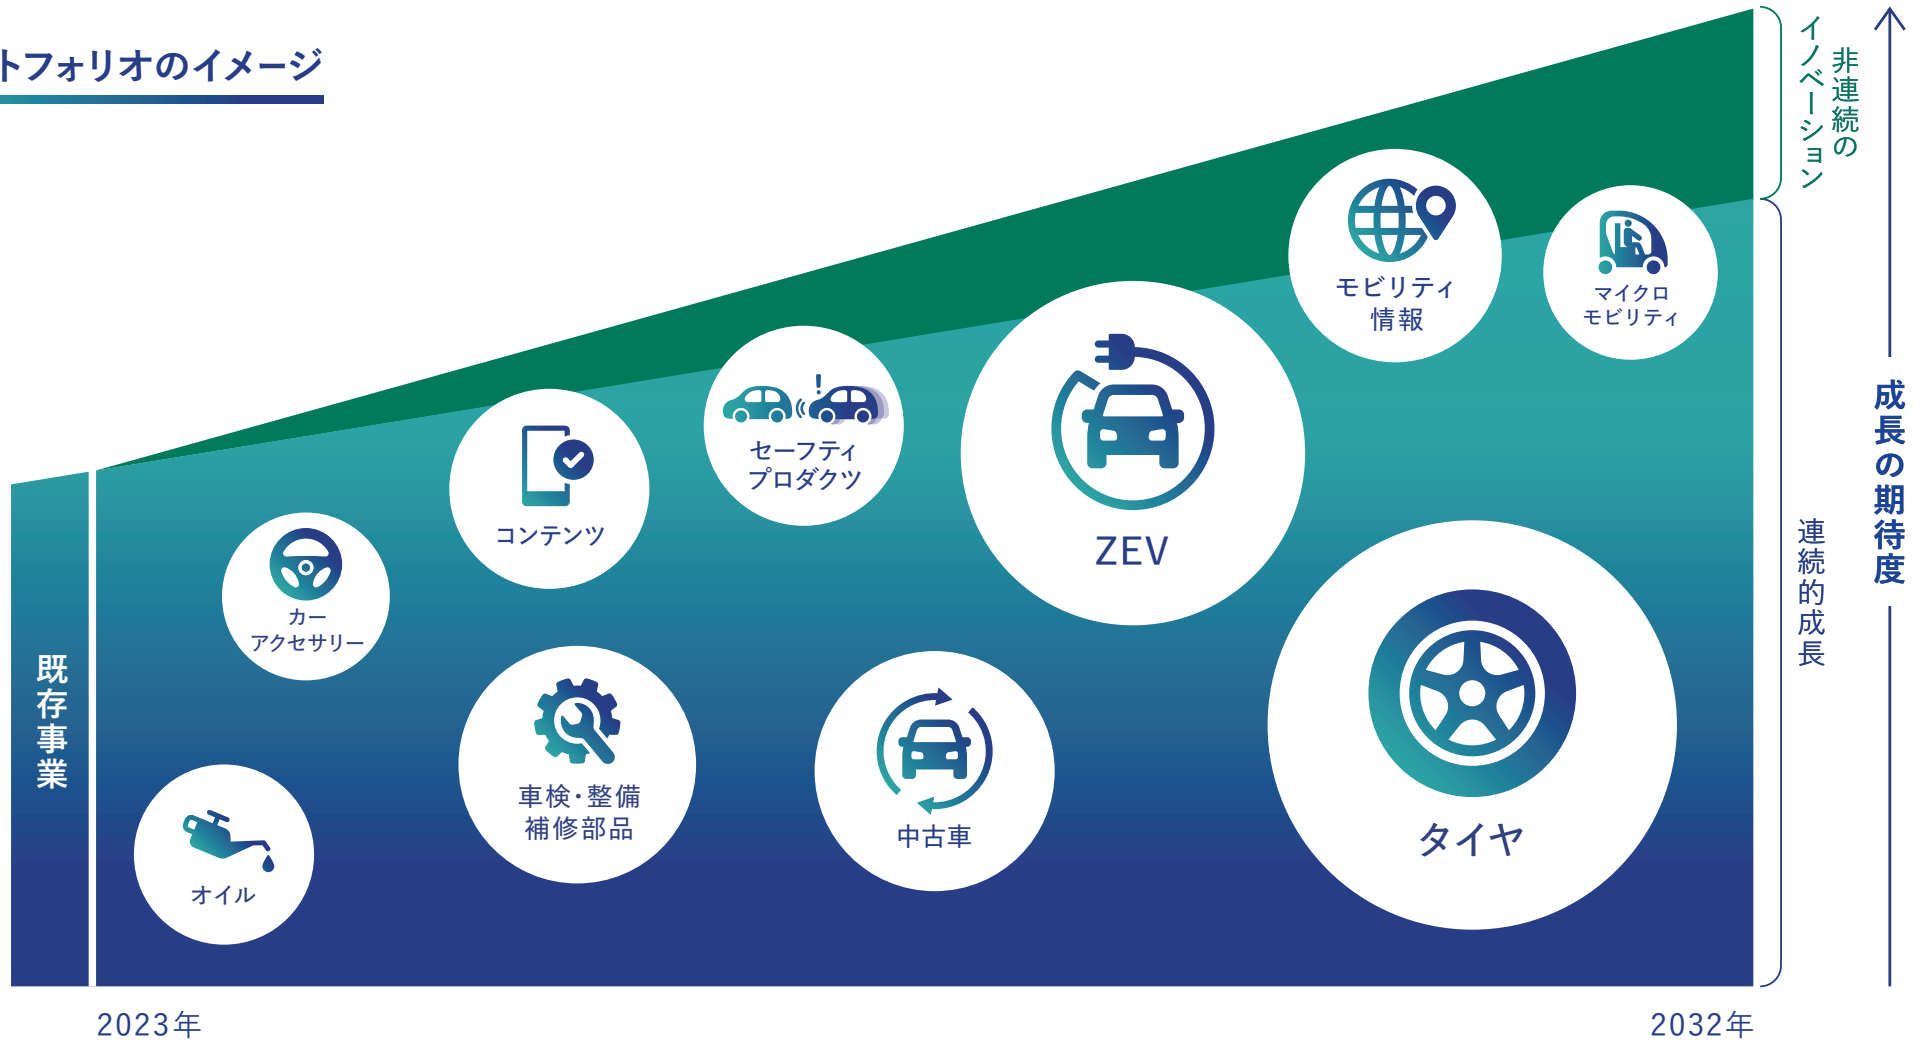 トフォリオのイメージ
非連続の
イノベーション
成長の期待度
連続的成長
モビリティ
情報
マイクロ
モビリティ
セーフティ
プロダクツ
コンテンツ
ZEV
カー
アクセサリー
既存事業
車検・整備
補修部品
中古車
タイヤ
オイル
2023年
2032年